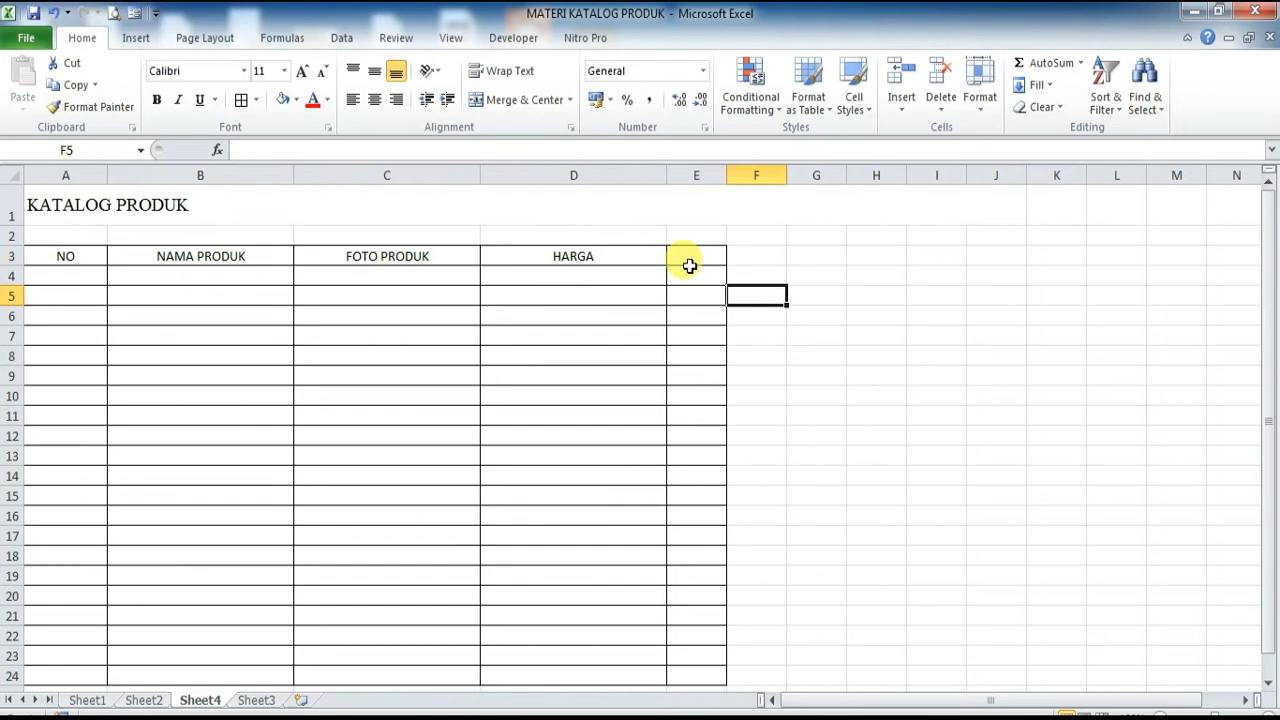 MATERI KATALOG PRODUK - Microsoft Excel
File Home Insert Page Layout Formulas Data Review View Developer Nitro Pro
Paste
Cut
Copy
Format Painter
Calibri 11
B I U A
Wrap Text
Merge & Center
General
% ,
Conditional Formatting
Format as Table
Cell Styles
Insert Delete Format
Σ AutoSum
Fill
Clear
Sort & Filter
Find & Select
Clipboard Font Alignment Number Styles Cells Editing
F5 fx
A B C D E F G H I J K L M N
1 KATALOG PRODUK
2
3 NO NAMA PRODUK FOTO PRODUK HARGA
4
5
6
7
8
9
10
11
12
13
14
15
16
17
18
19
20
21
22
23
24
Sheet1 Sheet2 Sheet4 Sheet3